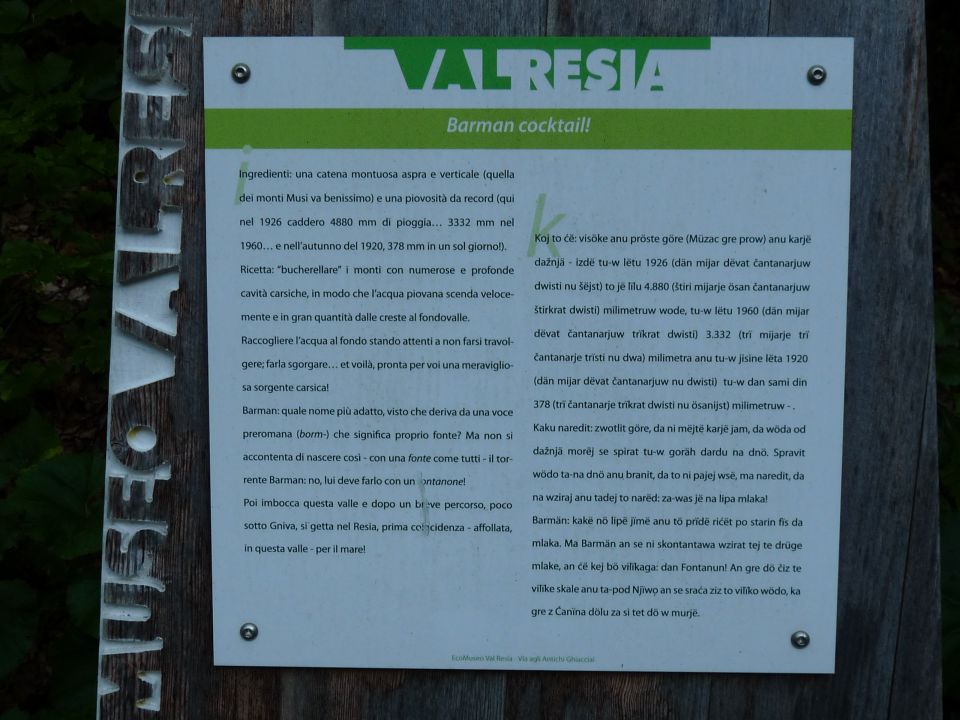 VALRESIA
Barman cocktail!
i
Ingredienti: una catena montuosa aspra e verticale (quella
dei monti Musi va benissimo) e una piovosità da record (qui
nel 1926 caddero 4880 mm di pioggia… 3332 mm nel
1960… e nell'autunno del 1920, 378 mm in un sol giorno!).
Ricetta: "bucherellare" i monti con numerose e profonde
cavità carsiche, in modo che l'acqua piovana scenda veloce-
mente e in gran quantità dalle creste al fondovalle.
Raccogliere l'acqua al fondo stando attenti a non farsi travol-
gere; farla sgorgare… et voilà, pronta per voi una meraviglio-
sa sorgente carsica!
Barman: quale nome più adatto, visto che deriva da una voce
preromana (borm-) che significa proprio fonte? Ma non si
accontenta di nascere così - con una fonte come tutti - il tor-
rente Barman: no, lui deve farlo con un fontanone!
Poi imbocca questa valle e dopo un breve percorso, poco
sotto Gniva, si getta nel Resia, prima coincidenza - affollata,
in questa valle - per il mare!
k
Koj to ćë: visöke anu pröste göre (Müzac gre prow) anu karjë
dažnjä - izdë tu-w lëtu 1926 (dän mijar dëvat čantanarjuw
dwisti nu šëjst) to jë lïlu 4.880 (štiri mijarje ösan čantanarjuw
štirkrat dwisti) milimetruw wode, tu-w lëtu 1960 (dän mijar
dëvat čantanarjuw trïkrat dwisti) 3.332 (trï mijarje trï
čantanarje trïsti nu dwa) milimetra anu tu-w jisine lëta 1920
(dän mijar dëvat čantanarjuw nu dwisti) tu-w dan sami din
378 (trï čantanarje trïkrat dwisti nu ösanijst) milimetruw - .
Kaku naredit: zwotlit göre, da ni mëjtë karjë jam, da wöda od
dažnjä morëj se spirat tu-w goräh dardu na dnö. Spravit
wödo ta-na dnö anu branit, da to ni pajej wsë, ma naredit, da
na wziraj anu tadej to narëd: za-was jë na lipa mlaka!
Barmän: kakë nö lipë jïmë anu tö prïdë rićët po starin fïs da
mlaka. Ma Barmän an se ni skontantawa wzirat tej te drüge
mlake, an ćë kej bö vilïkaga: dan Fontanun! An gre dö čiz te
vilïke skale anu ta-pod Njïwo an se sraća ziz to vilïko wödo, ka
gre z Ćanïna dölu za si tet dö w murjë.
EcoMuseo Val Resia - Via agli Antichi Ghiacciai
MUSEO VALRESI